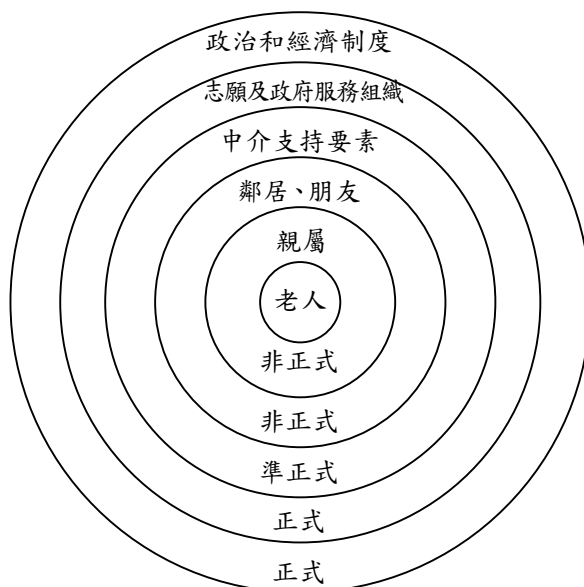 政治和經濟制度
志願及政府服務組織
中介支持要素
鄰居、朋友
親屬
老人
非正式
非正式
準正式
正式
正式